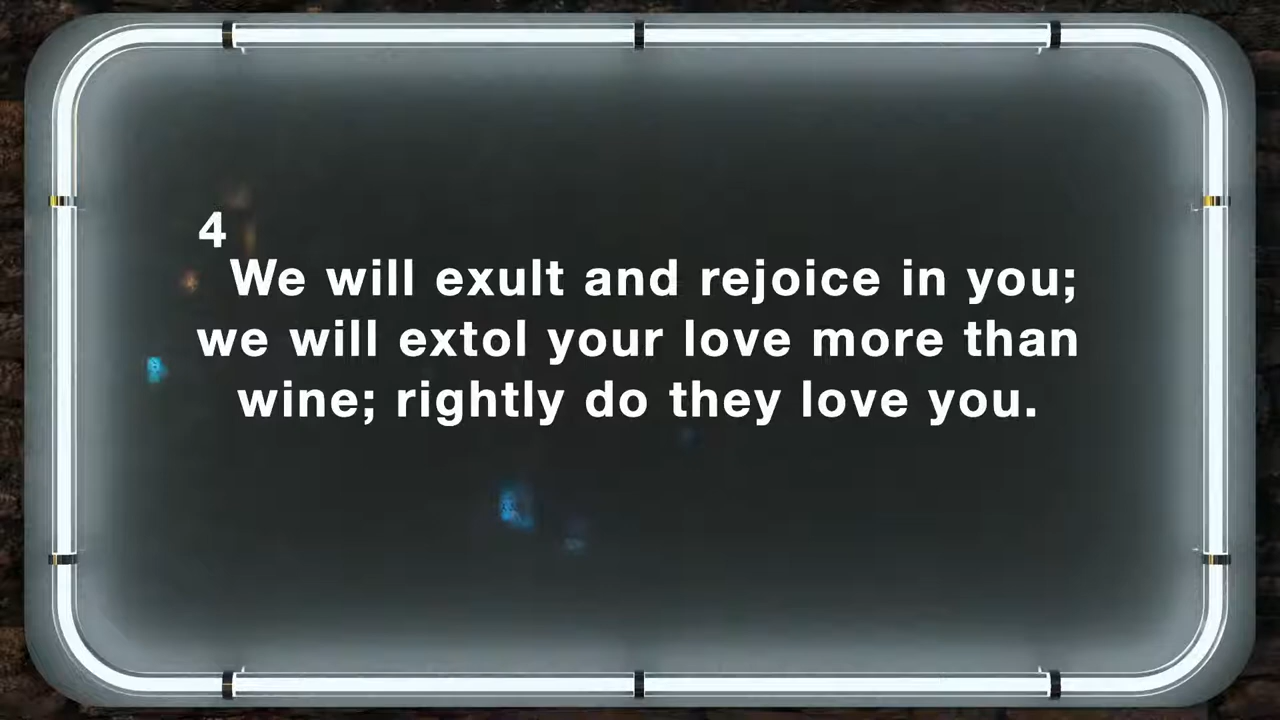 4
We will exult and rejoice in you;
we will extol your love more than
wine; rightly do they love you.